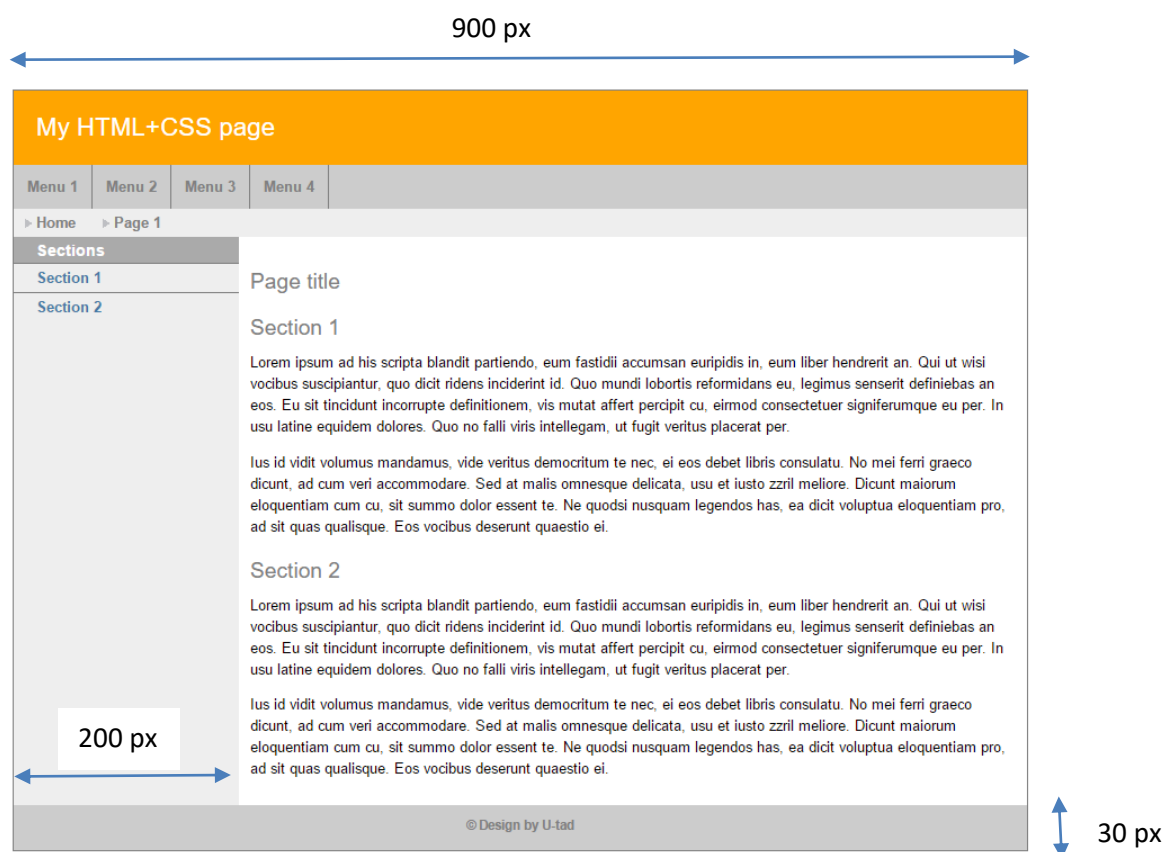 900 px
My HTML+CSS page
Menu 1 Menu 2 Menu 3 Menu 4
Home Page 1
Sections
Section 1
Section 2
Page title
Section 1
Lorem ipsum ad his scripta blandit partiendo, eum fastidii accumsan euripidis in, eum liber hendrerit an. Qui ut wisi
vocibus suscipiantur, quo dicit ridens inciderint id. Quo mundi lobortis reformidans eu, legimus senserit definiebas an
eos. Eu sit tincidunt incorrupte definitionem, vis mutat affert percipit cu, eirmod consectetuer signiferumque eu per. In
usu latine equidem dolores. Quo no falli viris intellegam, ut fugit veritus placerat per.
Ius id vidit volumus mandamus, vide veritus democritum te nec, ei eos debet libris consulatu. No mei ferri graeco
dicunt, ad cum veri accommodare. Sed at malis omnesque delicata, usu et iusto zzril meliore. Dicunt maiorum
eloquentiam cum cu, sit summo dolor essent te. Ne quodsi nusquam legendos has, ea dicit voluptua eloquentiam pro,
ad sit quas qualisque. Eos vocibus deserunt quaestio ei.
Section 2
Lorem ipsum ad his scripta blandit partiendo, eum fastidii accumsan euripidis in, eum liber hendrerit an. Qui ut wisi
vocibus suscipiantur, quo dicit ridens inciderint id. Quo mundi lobortis reformidans eu, legimus senserit definiebas an
eos. Eu sit tincidunt incorrupte definitionem, vis mutat affert percipit cu, eirmod consectetuer signiferumque eu per. In
usu latine equidem dolores. Quo no falli viris intellegam, ut fugit veritus placerat per.
Ius id vidit volumus mandamus, vide veritus democritum te nec, ei eos debet libris consulatu. No mei ferri graeco
dicunt, ad cum veri accommodare. Sed at malis omnesque delicata, usu et iusto zzril meliore. Dicunt maiorum
eloquentiam cum cu, sit summo dolor essent te. Ne quodsi nusquam legendos has, ea dicit voluptua eloquentiam pro,
ad sit quas qualisque. Eos vocibus deserunt quaestio ei.
200 px
© Design by U-tad
30 px